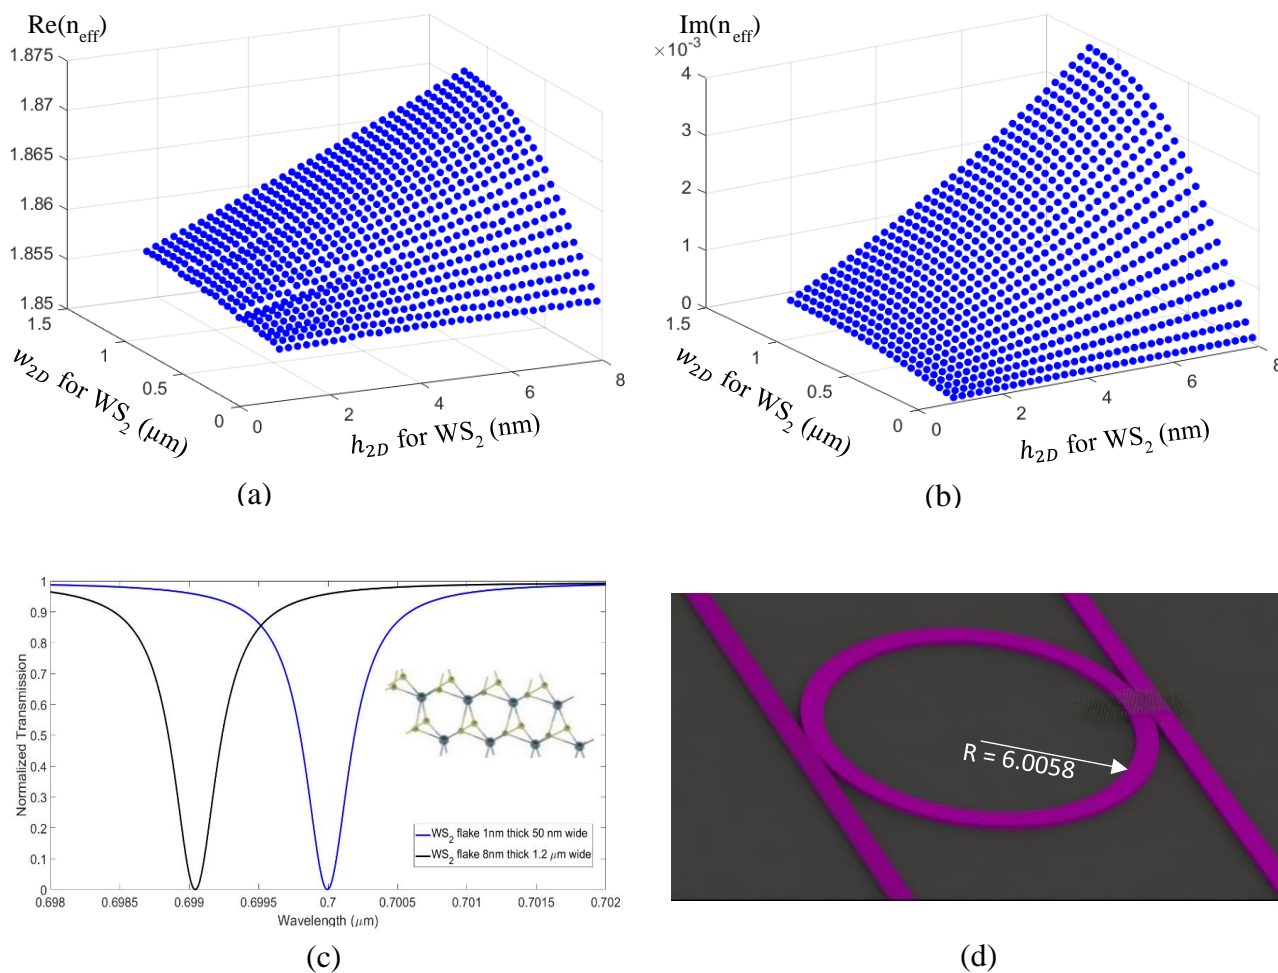 Re(n_eff)
1.875
1.87
1.865
1.86
1.855
1.85
1.5
1
0.5
0
0
2
4
6
8
w_2D for WS_2 (μm)
h_2D for WS_2 (nm)
(a)
Im(n_eff)
×10^-3
4
3
2
1
0
1.5
1
0.5
0
0
2
4
6
8
w_2D for WS_2 (μm)
h_2D for WS_2 (nm)
(b)
Normalized Transmission
1
0.9
0.8
0.7
0.6
0.5
0.4
0.3
0.2
0.1
0
WS_2 flake 1nm thick 50 nm wide
WS_2 flake 8nm thick 1.2 μm wide
0.698 0.6985 0.699 0.6995 0.7 0.7005 0.701 0.7015 0.702
Wavelength (μm)
(c)
R = 6.0058
(d)